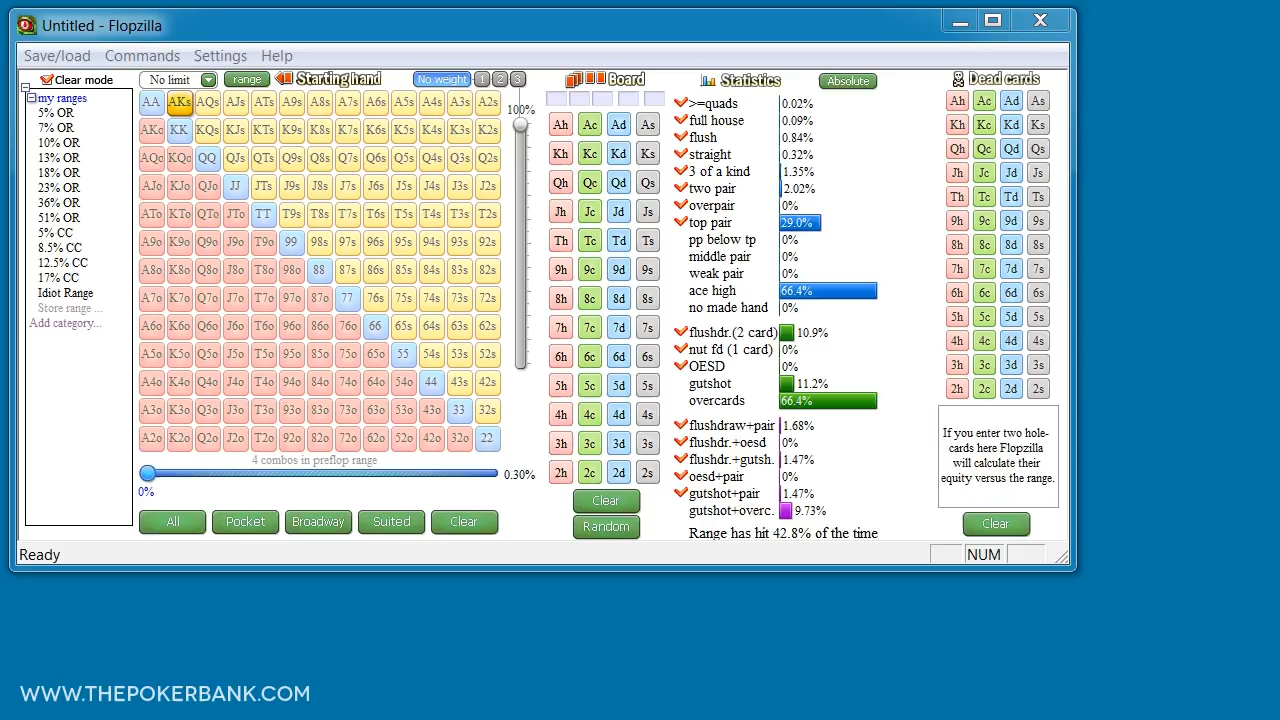 Untitled - Flopzilla
Save/load Commands Settings Help
Clear mode
my ranges
5% OR
7% OR
10% OR
13% OR
18% OR
23% OR
36% OR
51% OR
5% CC
8.5% CC
12.5% CC
17% CC
Idiot Range
Store range ...
Add category...
No limit range Starting hand No weight 1 2 3
AA AKs AQs AJs ATs A9s A8s A7s A6s A5s A4s A3s A2s
AKo KK KQs KJs KTs K9s K8s K7s K6s K5s K4s K3s K2s
AQo KQo QQ QJs QTs Q9s Q8s Q7s Q6s Q5s Q4s Q3s Q2s
AJo KJo QJo JJ JTs J9s J8s J7s J6s J5s J4s J3s J2s
ATo KTo QTo JTo TT T9s T8s T7s T6s T5s T4s T3s T2s
A9o K9o Q9o J9o T9o 99 98s 97s 96s 95s 94s 93s 92s
A8o K8o Q8o J8o T8o 98o 88 87s 86s 85s 84s 83s 82s
A7o K7o Q7o J7o T7o 97o 87o 77 76s 75s 74s 73s 72s
A6o K6o Q6o J6o T6o 96o 86o 76o 66 65s 64s 63s 62s
A5o K5o Q5o J5o T5o 95o 85o 75o 65o 55 54s 53s 52s
A4o K4o Q4o J4o T4o 94o 84o 74o 64o 54o 44 43s 42s
A3o K3o Q3o J3o T3o 93o 83o 73o 63o 53o 43o 33 32s
A2o K2o Q2o J2o T2o 92o 82o 72o 62o 52o 42o 32o 22
100%
4 combos in preflop range
0.30%
0%
All Pocket Broadway Suited Clear
Board
Ah Ac Ad As
Kh Kc Kd Ks
Qh Qc Qd Qs
Jh Jc Jd Js
Th Tc Td Ts
9h 9c 9d 9s
8h 8c 8d 8s
7h 7c 7d 7s
6h 6c 6d 6s
5h 5c 5d 5s
4h 4c 4d 4s
3h 3c 3d 3s
2h 2c 2d 2s
Clear
Random
Statistics Absolute
>=quads 0.02%
full house 0.09%
flush 0.84%
straight 0.32%
3 of a kind 1.35%
two pair 2.02%
overpair 0%
top pair 29.0%
pp below tp 0%
middle pair 0%
weak pair 0%
ace high 66.4%
no made hand 0%
flushdr.(2 card) 10.9%
nut fd (1 card) 0%
OESD 0%
gutshot 11.2%
overcards 66.4%
flushdraw+pair 1.68%
flushdr.+oesd 0%
flushdr.+gutsh. 1.47%
oesd+pair 0%
gutshot+pair 1.47%
gutshot+overc. 9.73%
Range has hit 42.8% of the time
Dead cards
Ah Ac Ad As
Kh Kc Kd Ks
Qh Qc Qd Qs
Jh Jc Jd Js
Th Tc Td Ts
9h 9c 9d 9s
8h 8c 8d 8s
7h 7c 7d 7s
6h 6c 6d 6s
5h 5c 5d 5s
4h 4c 4d 4s
3h 3c 3d 3s
2h 2c 2d 2s
If you enter two hole-
cards here Flopzilla
will calculate their
equity versus the range.
Clear
Ready NUM
WWW.THEPOKERBANK.COM